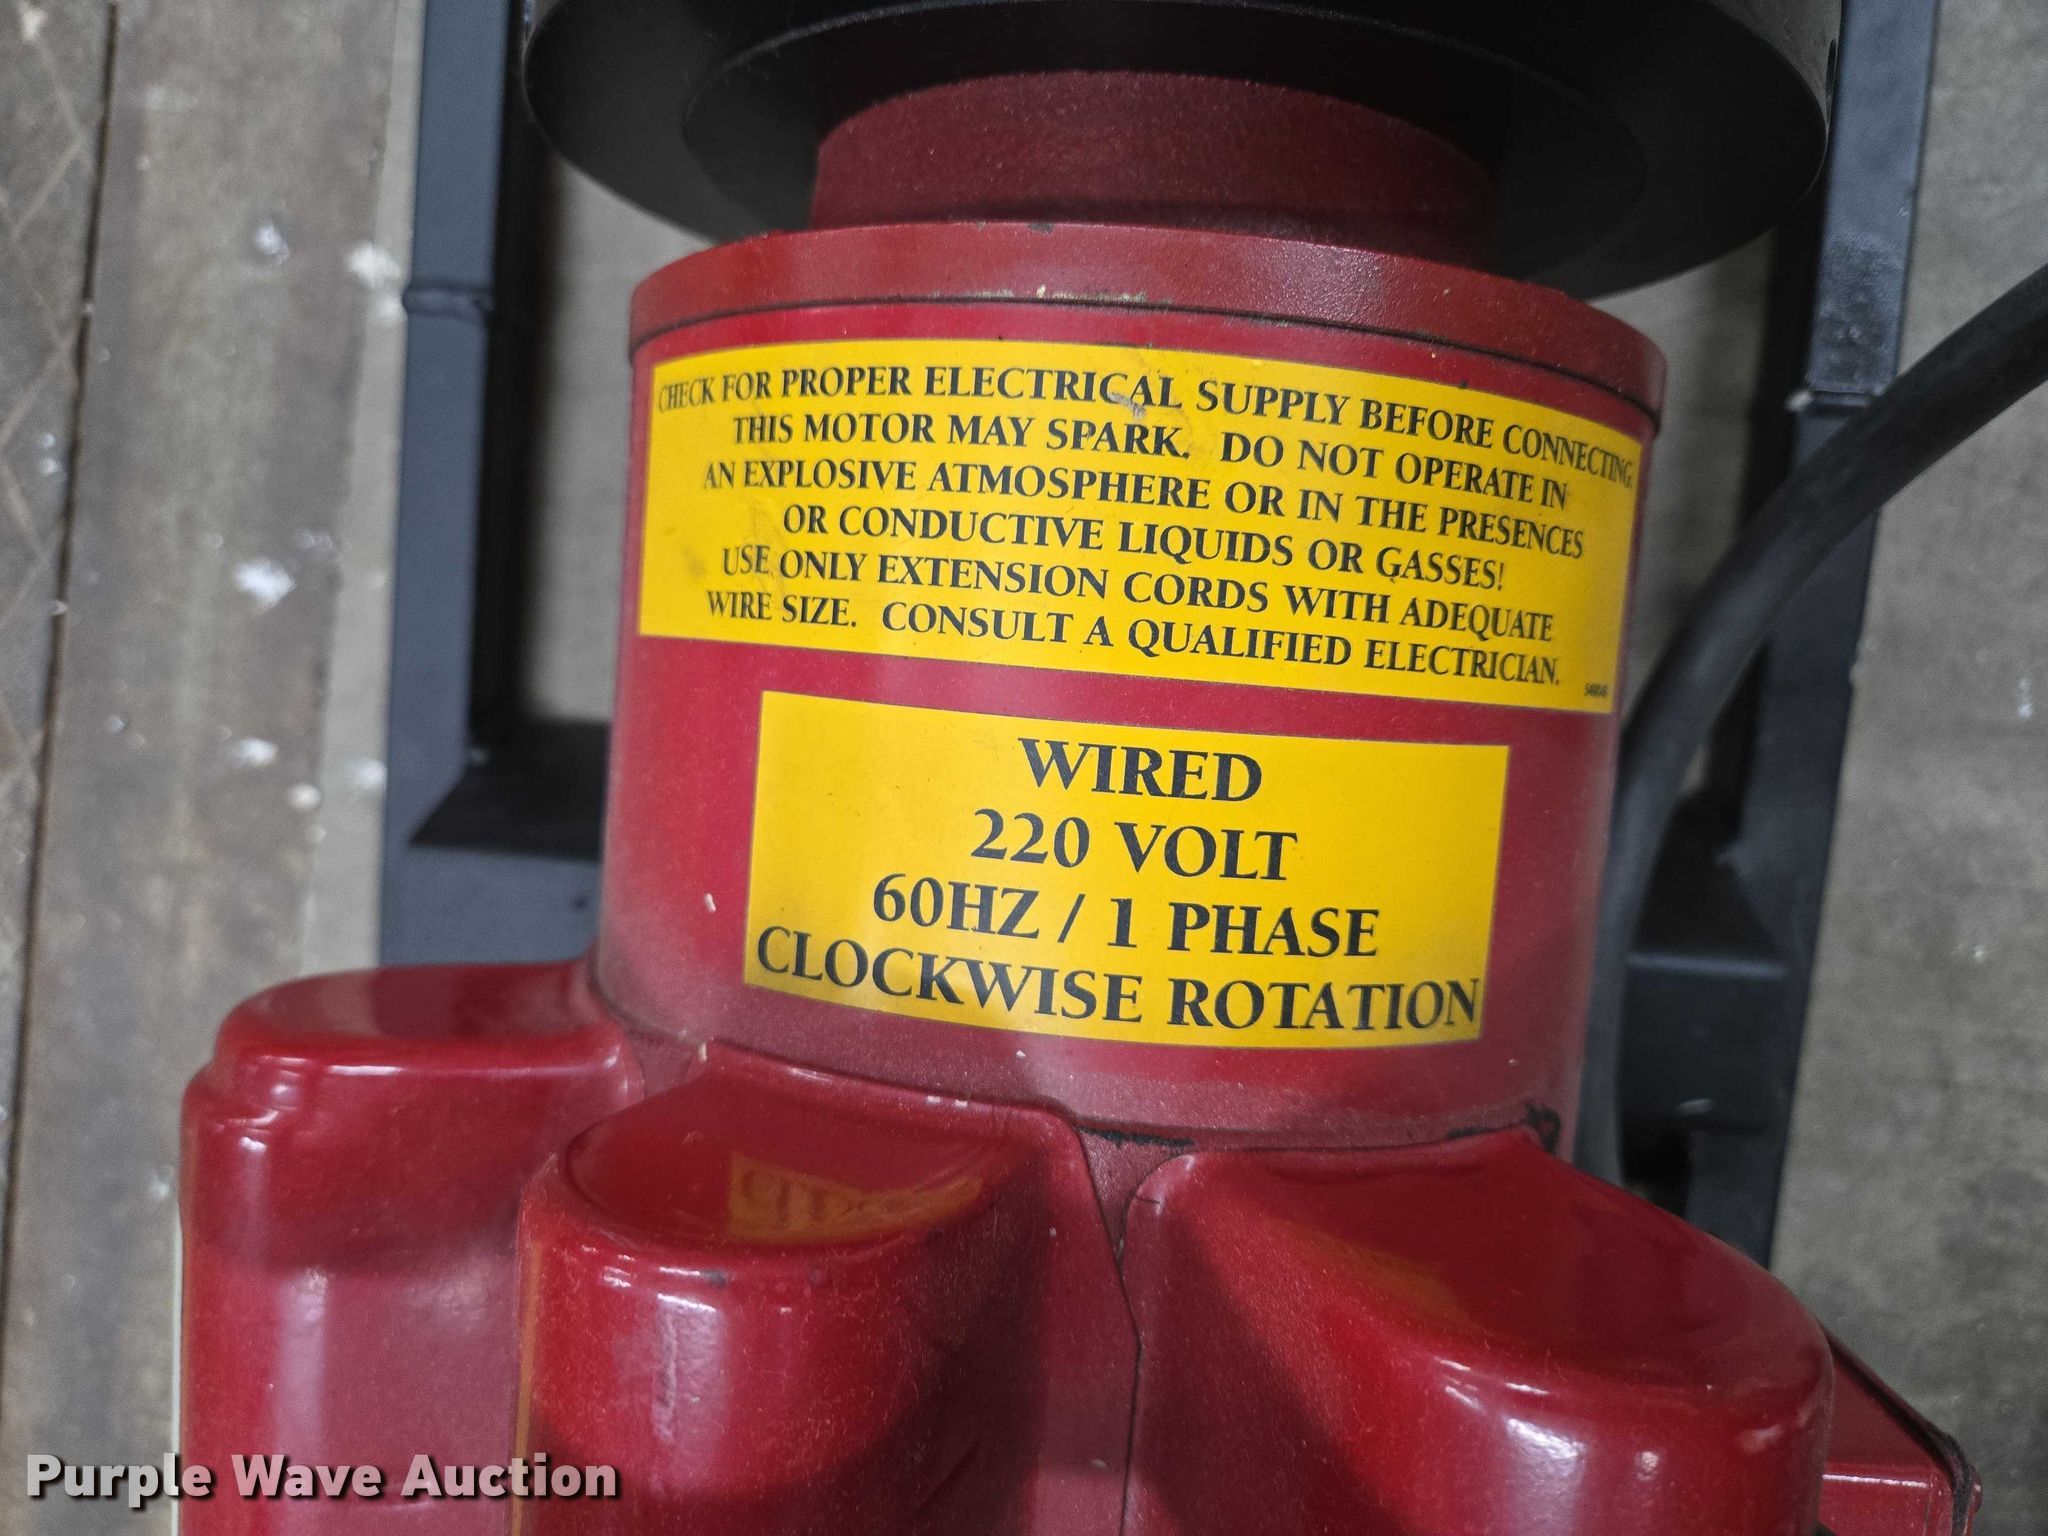 CHECK FOR PROPER ELECTRICAL SUPPLY BEFORE CONNECTING.
THIS MOTOR MAY SPARK. DO NOT OPERATE IN
AN EXPLOSIVE ATMOSPHERE OR IN THE PRESENCES
OR CONDUCTIVE LIQUIDS OR GASSES!
USE ONLY EXTENSION CORDS WITH ADEQUATE
WIRE SIZE. CONSULT A QUALIFIED ELECTRICIAN.
WIRED
220 VOLT
60HZ / 1 PHASE
CLOCKWISE ROTATION
Purple Wave Auction